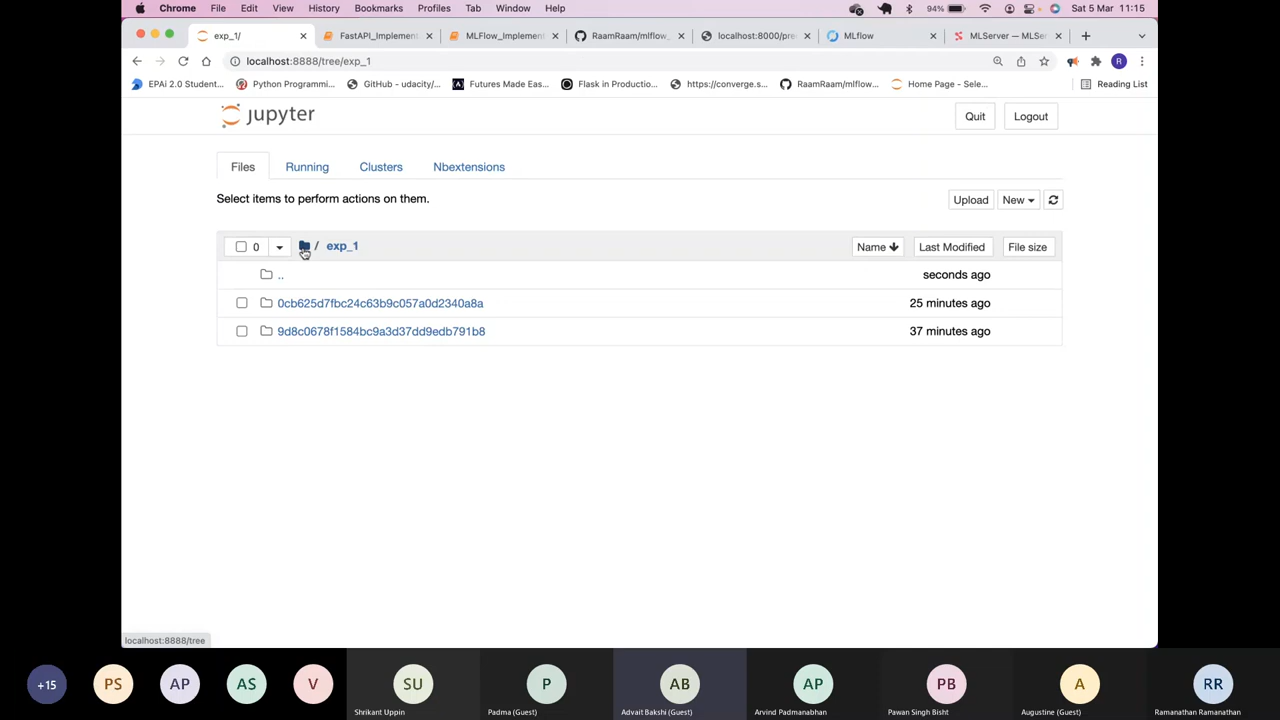 Chrome File Edit View History Bookmarks Profiles Tab Window Help 94% Sat 5 Mar 11:15
exp_1/ FastAPI_Implement MLFlow_Implement RaamRaam/mlflow_ localhost:8000/pre MLflow MLServer — MLSer
localhost:8888/tree/exp_1 R
EPAi 2.0 Student... Python Programmi... GitHub - udacity/... Futures Made Eas... Flask in Productio... https://converge.s... RaamRaam/mlflow... Home Page - Sele... Reading List
jupyter Quit Logout
Files Running Clusters Nbextensions
Select items to perform actions on them. Upload New
0 / exp_1 Name Last Modified File size
.. seconds ago
0cb625d7fbc24c63b9c057a0d2340a8a 25 minutes ago
9d8c0678f1584bc9a3d37dd9edb791b8 37 minutes ago
localhost:8888/tree
+15 PS AP AS V SU P AB AP PB A RR
Shrikant Uppin Padma (Guest) Advait Bakshi (Guest) Arvind Padmanabhan Pawan Singh Bisht Augustine (Guest) Ramanathan Ramanathan